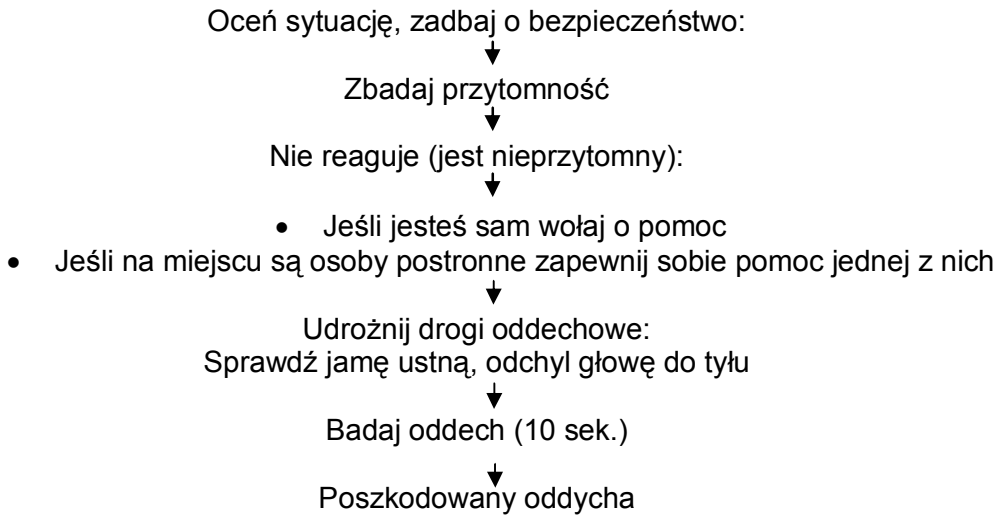 Oceń sytuację, zadbaj o bezpieczeństwo:
Zbadaj przytomność
Nie reaguje (jest nieprzytomny):
• Jeśli jesteś sam wołaj o pomoc
• Jeśli na miejscu są osoby postronne zapewnij sobie pomoc jednej z nich
Udrożnij drogi oddechowe:
Sprawdź jamę ustną, odchyl głowę do tyłu
Badaj oddech (10 sek.)
Poszkodowany oddycha